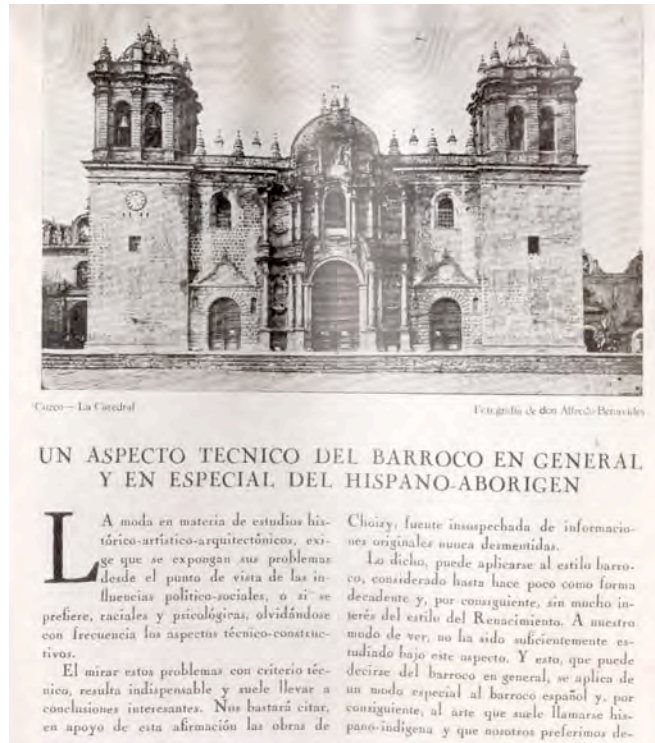 Cuzco — La Catedral
Fotografía de don Alfredo Benavides
UN ASPECTO TECNICO DEL BARROCO EN GENERAL
Y EN ESPECIAL DEL HISPANO-ABORIGEN
LA moda en materia de estudios his-
tórico-artístico-arquitectónicos, exi-
ge que se expongan sus problemas
desde el punto de vista de las in-
fluencias político-sociales, o si se
prefiere, raciales y psicológicas, olvidándose
con frecuencia los aspectos técnico-construc-
tivos.
El mirar estos problemas con criterio téc-
nico, resulta indispensable y suele llevar a
conclusiones interesantes. Nos bastará citar,
en apoyo de esta afirmación las obras de
Choizy, fuente insospechada de informacio-
nes originales nunca desmentidas.
Lo dicho, puede aplicarse al estilo barro-
co, considerado hasta hace poco como forma
decadente y, por consiguiente, sin mucho in-
terés del estilo del Renacimiento. A nuestro
modo de ver, no ha sido suficientemente es-
tudiado bajo este aspecto. Y esto, que puede
decirse del barroco en general, se aplica de
un modo especial al barroco español y, por
consiguiente, al arte que suele llamarse his-
pano-indígena y que nosotros preferimos de-